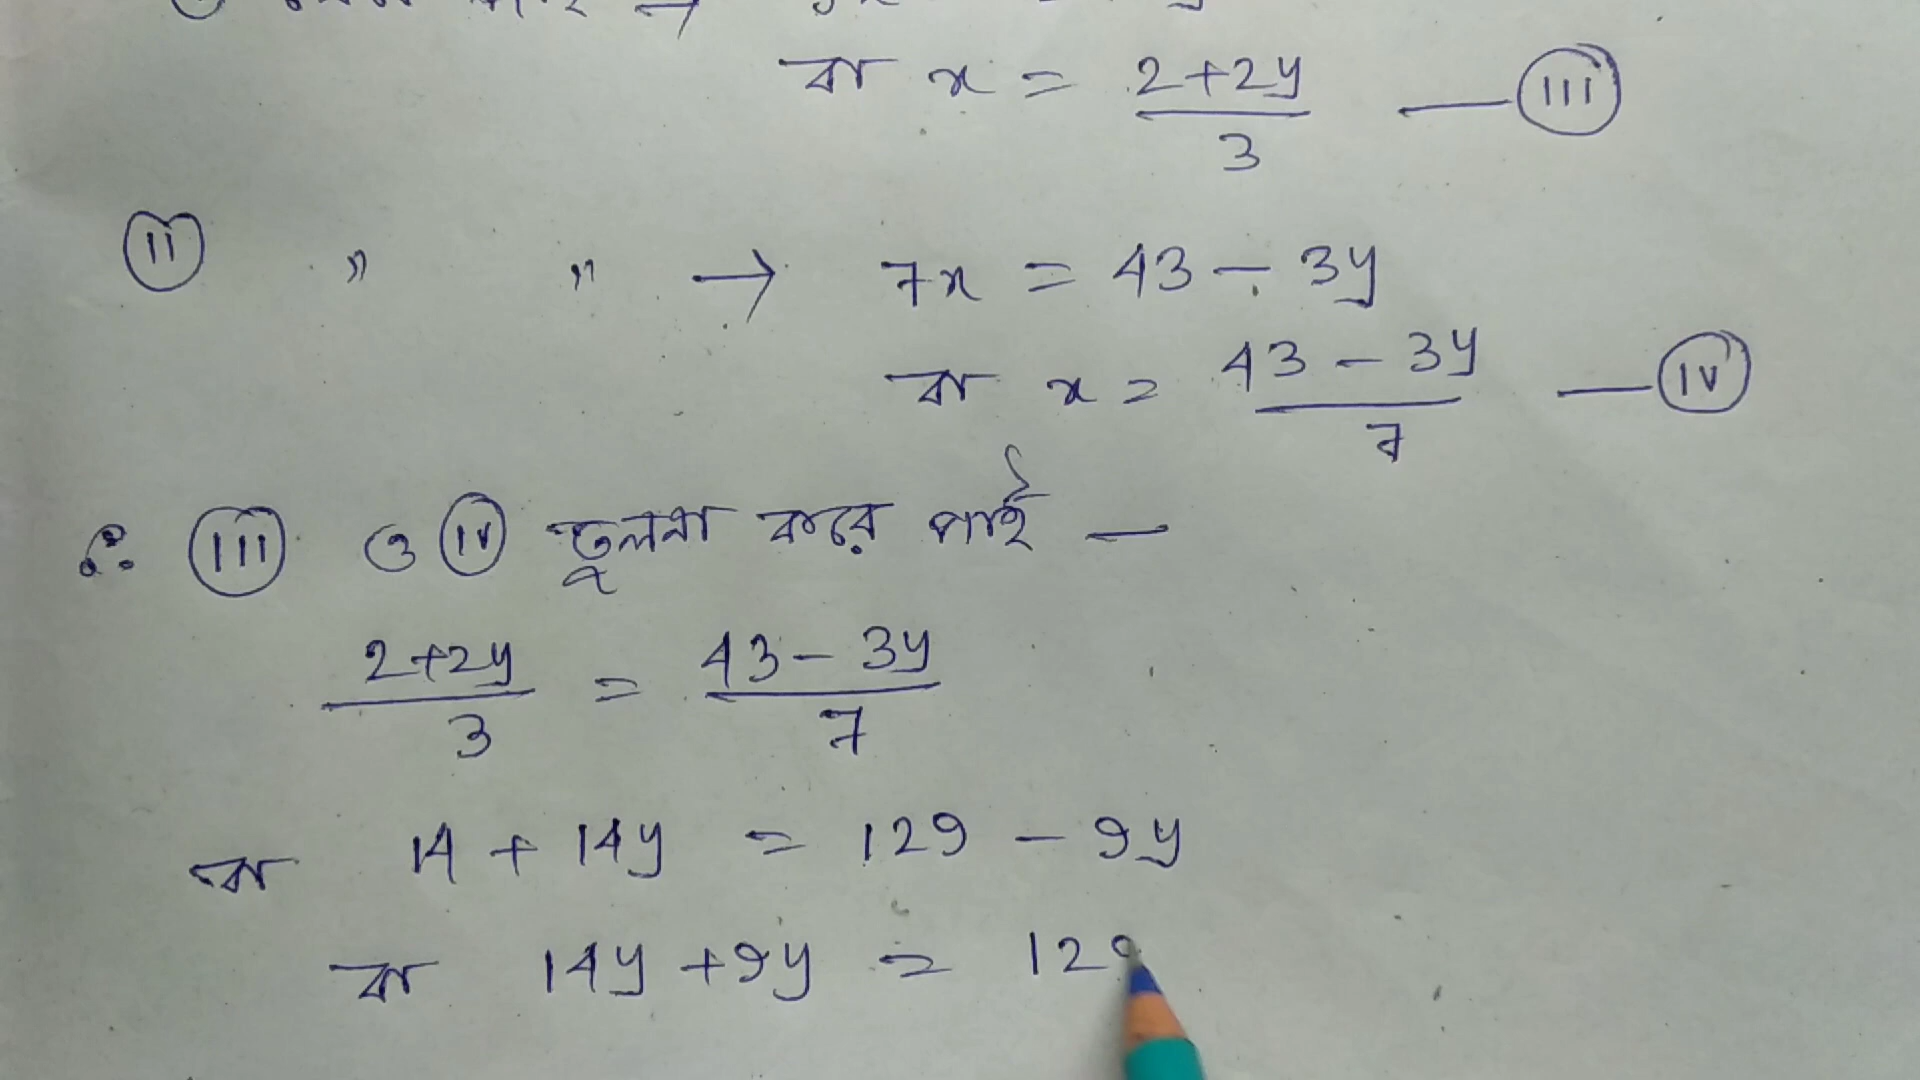 বা x = 2+2y / 3 — III
II " " → 7x = 43 - 3y
বা x = 43 - 3y / 7 — IV
∴ III ও IV তুলনা করে পাই —
2+2y / 3 = 43 - 3y / 7
বা 14 + 14y = 129 - 9y
বা 14y + 9y = 129